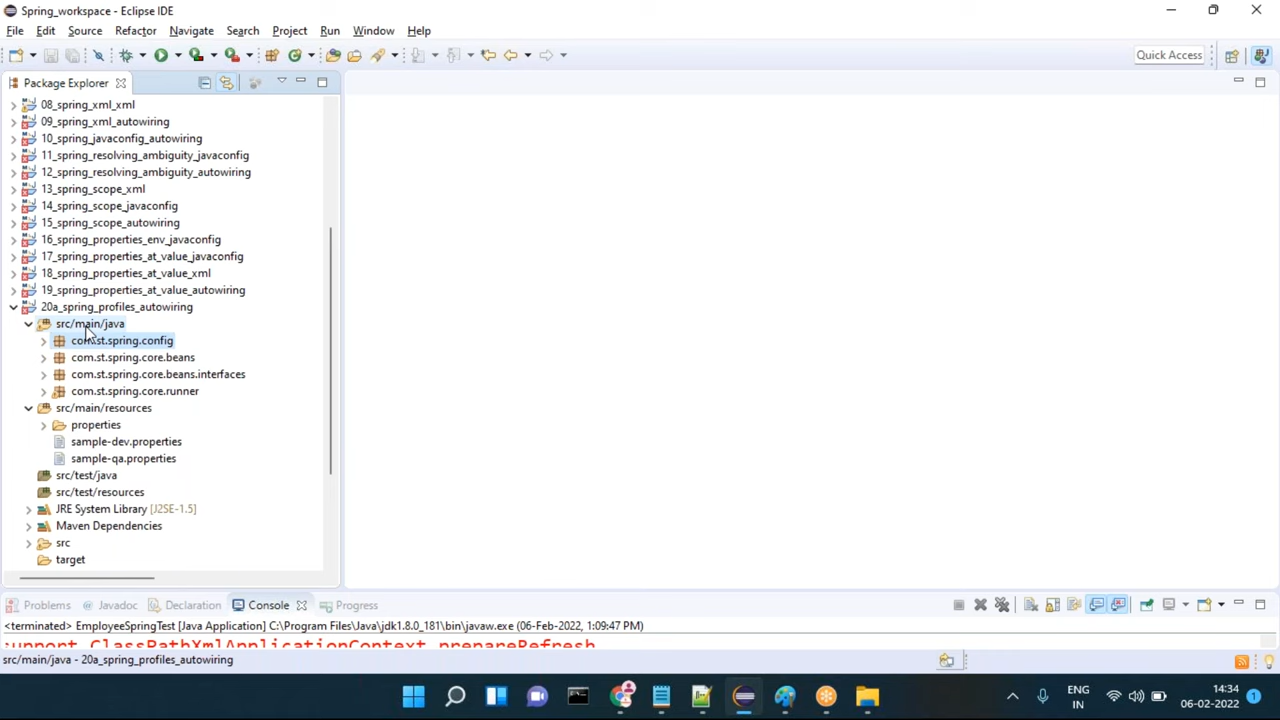 Spring_workspace - Eclipse IDE
File Edit Source Refactor Navigate Search Project Run Window Help
Quick Access
Package Explorer
08_spring_xml_xml
09_spring_xml_autowiring
10_spring_javaconfig_autowiring
11_spring_resolving_ambiguity_javaconfig
12_spring_resolving_ambiguity_autowiring
13_spring_scope_xml
14_spring_scope_javaconfig
15_spring_scope_autowiring
16_spring_properties_env_javaconfig
17_spring_properties_at_value_javaconfig
18_spring_properties_at_value_xml
19_spring_properties_at_value_autowiring
20a_spring_profiles_autowiring
src/main/java
com.st.spring.config
com.st.spring.core.beans
com.st.spring.core.beans.interfaces
com.st.spring.core.runner
src/main/resources
properties
sample-dev.properties
sample-qa.properties
src/test/java
src/test/resources
JRE System Library [J2SE-1.5]
Maven Dependencies
src
target
Problems Javadoc Declaration Console Progress
<terminated> EmployeeSpringTest [Java Application] C:\Program Files\Java\jdk1.8.0_181\bin\javaw.exe (06-Feb-2022, 1:09:47 PM)
support.ClassPathXmlApplicationContext prepareRefresh
src/main/java - 20a_spring_profiles_autowiring
ENG
IN
14:34
06-02-2022
1